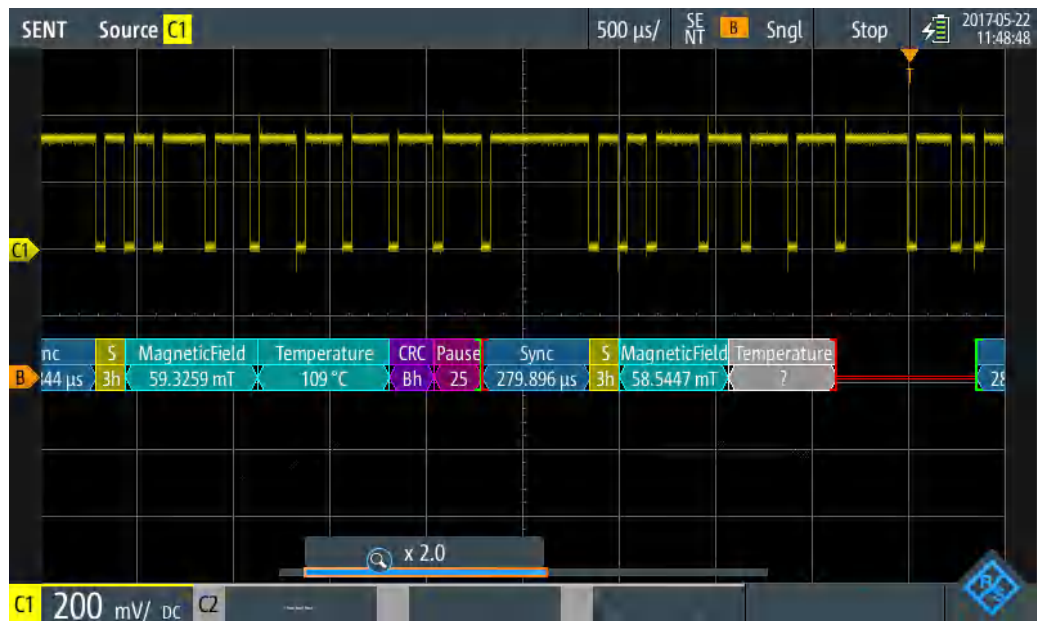 SENT Source C1 500 µs/ SE NT B Sngl Stop 2017-05-22 11:48:48
T
C1
nc S MagneticField Temperature CRC Pause Sync S MagneticField Temperature
B 844 µs 3h 59.3259 mT 109 °C Bh 25 279.896 µs 3h 58.5447 mT ? 28
x 2.0
C1 200 mV/ DC C2 R&S